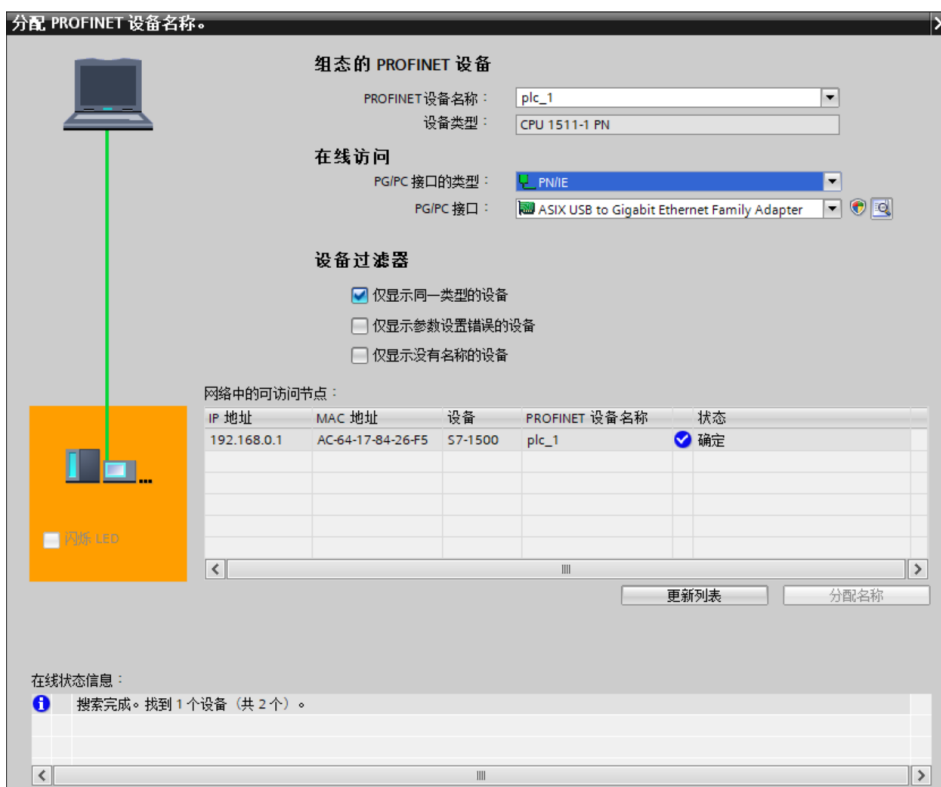 分配 PROFINET 设备名称。
组态的 PROFINET 设备
PROFINET设备名称： plc_1
设备类型： CPU 1511-1 PN
在线访问
PG/PC 接口的类型： PN/IE
PG/PC 接口： ASIX USB to Gigabit Ethernet Family Adapter
设备过滤器
仅显示同一类型的设备
仅显示参数设置错误的设备
仅显示没有名称的设备
网络中的可访问节点：
IP 地址 MAC 地址 设备 PROFINET 设备名称 状态
192.168.0.1 AC-64-17-84-26-F5 S7-1500 plc_1 确定
闪烁 LED
更新列表 分配名称
在线状态信息：
搜索完成。找到 1 个设备（共 2 个）。